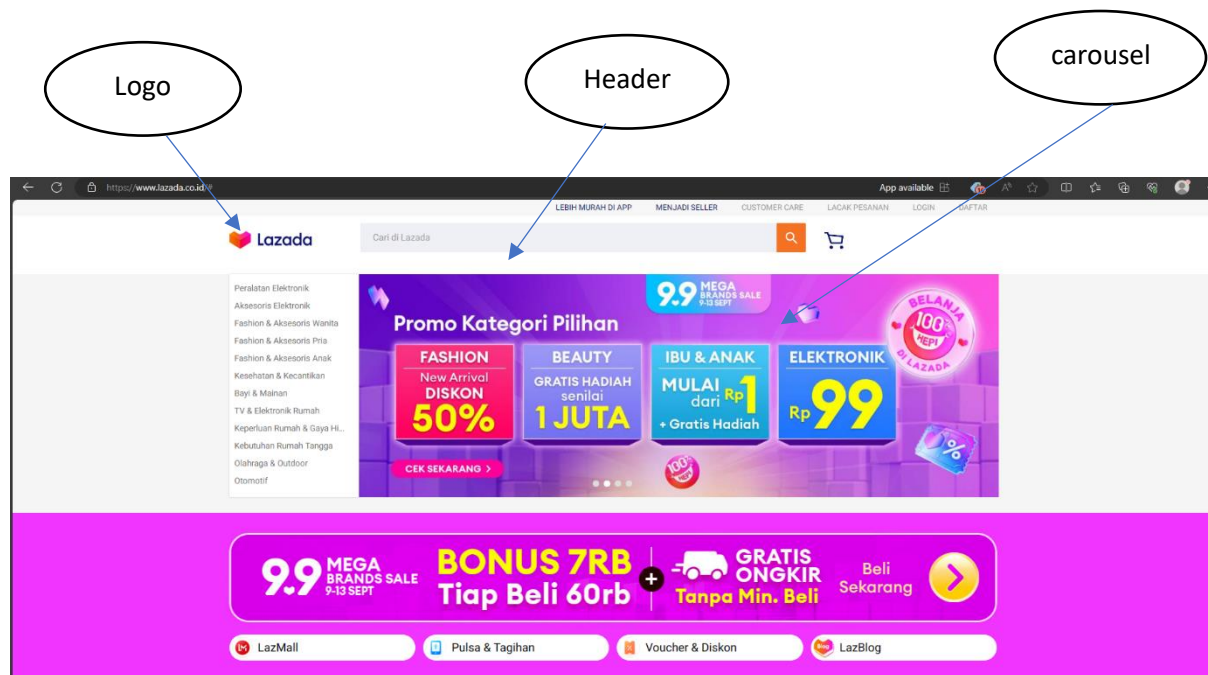 Logo
Header
carousel
https://www.lazada.co.id/#
App available
LEBIH MURAH DI APP MENJADI SELLER CUSTOMER CARE LACAK PESANAN LOGIN DAFTAR
Lazada
Cari di Lazada
Peralatan Elektronik
Aksesoris Elektronik
Fashion & Aksesoris Wanita
Fashion & Aksesoris Pria
Fashion & Aksesoris Anak
Kesehatan & Kecantikan
Bayi & Mainan
TV & Elektronik Rumah
Keperluan Rumah & Gaya Hi...
Kebutuhan Rumah Tangga
Olahraga & Outdoor
Otomotif
9.9 MEGA
BRANDS SALE
9-13 SEPT
BELANJA
100%
HEPI
DI LAZADA
Promo Kategori Pilihan
FASHION
New Arrival
DISKON
50%
BEAUTY
GRATIS HADIAH
senilai
1 JUTA
IBU & ANAK
MULAI
dari Rp1
+ Gratis Hadiah
ELEKTRONIK
Rp99
CEK SEKARANG >
%
9.9 MEGA
BRANDS SALE
9-13 SEPT
BONUS 7RB
Tiap Beli 60rb
+
GRATIS
ONGKIR
Tanpa Min. Beli
Beli
Sekarang
LazMall
Pulsa & Tagihan
Voucher & Diskon
LazBlog